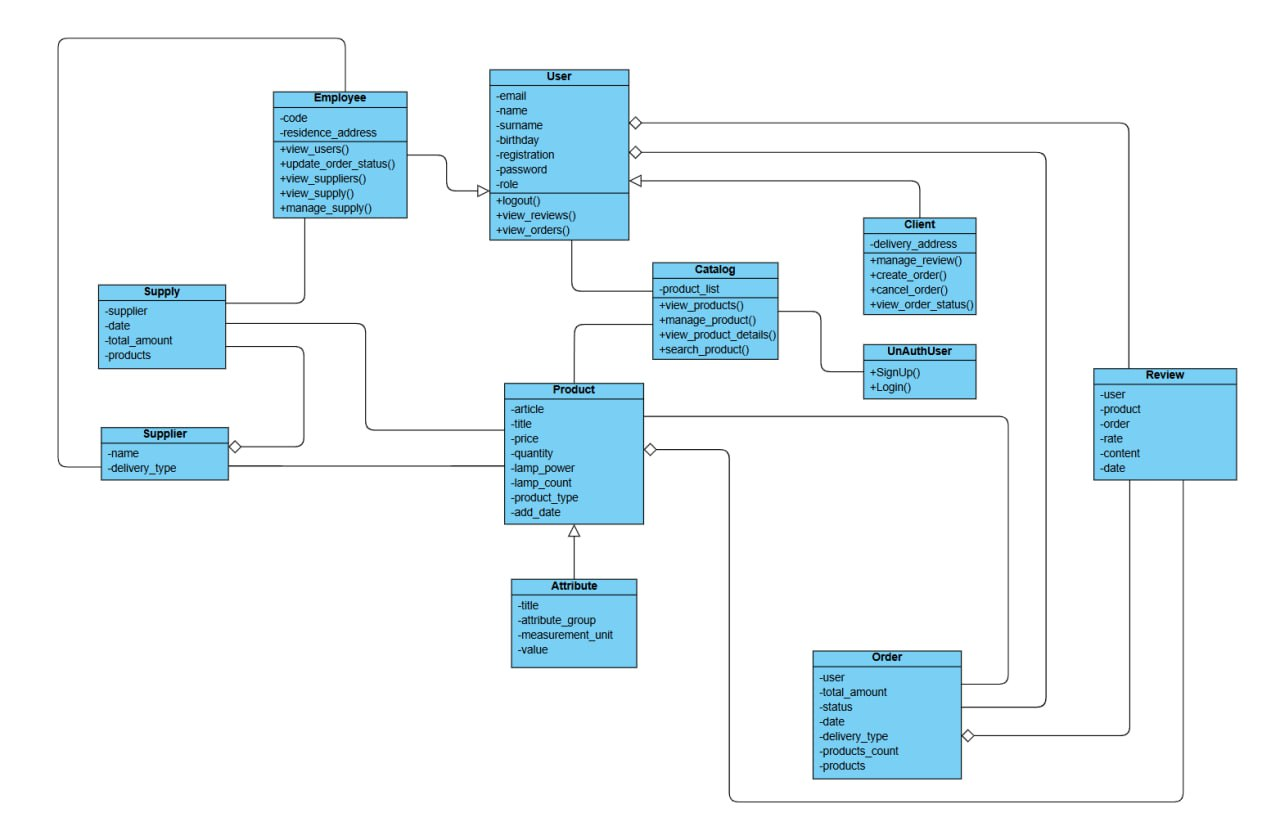 User
-email
-name
-surname
-birthday
-registration
-password
-role
+logout()
+view_reviews()
+view_orders()
Employee
-code
-residence_address
+view_users()
+update_order_status()
+view_suppliers()
+view_supply()
+manage_supply()
Client
-delivery_address
+manage_review()
+create_order()
+cancel_order()
+view_order_status()
Catalog
-product_list
+view_products()
+manage_product()
+view_product_details()
+search_product()
Supply
-supplier
-date
-total_amount
-products
UnAuthUser
+SignUp()
+Login()
Review
-user
-product
-order
-rate
-content
-date
Product
-article
-title
-price
-quantity
-lamp_power
-lamp_count
-product_type
-add_date
Supplier
-name
-delivery_type
Attribute
-title
-attribute_group
-measurement_unit
-value
Order
-user
-total_amount
-status
-date
-delivery_type
-products_count
-products